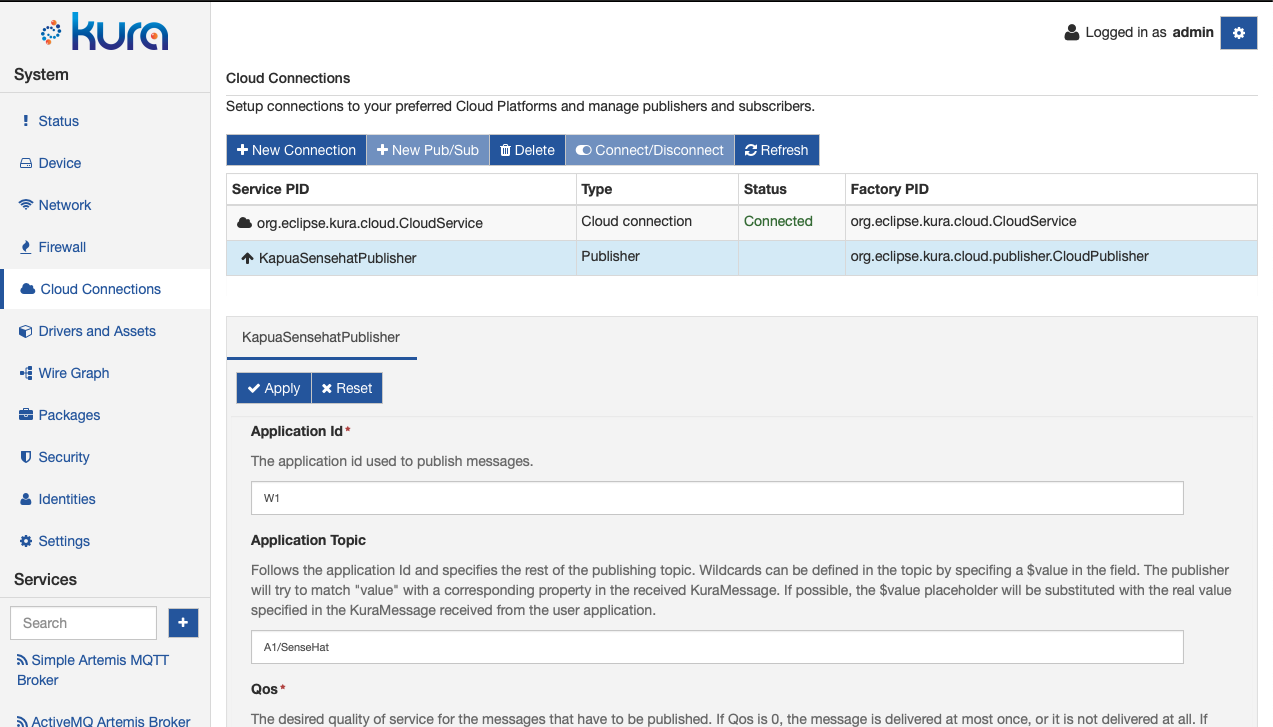 kura
Logged in as admin
System
Status
Device
Network
Firewall
Cloud Connections
Drivers and Assets
Wire Graph
Packages
Security
Identities
Settings
Services
Search
Simple Artemis MQTT
Broker
ActiveMQ Artemis Broker
Cloud Connections
Setup connections to your preferred Cloud Platforms and manage publishers and subscribers.
New Connection New Pub/Sub Delete Connect/Disconnect Refresh
Service PID Type Status Factory PID
org.eclipse.kura.cloud.CloudService Cloud connection Connected org.eclipse.kura.cloud.CloudService
KapuaSensehatPublisher Publisher org.eclipse.kura.cloud.publisher.CloudPublisher
KapuaSensehatPublisher
Apply Reset
Application Id*
The application id used to publish messages.
W1
Application Topic
Follows the application Id and specifies the rest of the publishing topic. Wildcards can be defined in the topic by specifing a $value in the field. The publisher
will try to match "value" with a corresponding property in the received KuraMessage. If possible, the $value placeholder will be substituted with the real value
specified in the KuraMessage received from the user application.
A1/SenseHat
Qos*
The desired quality of service for the messages that have to be published. If Qos is 0, the message is delivered at most once, or it is not delivered at all. If